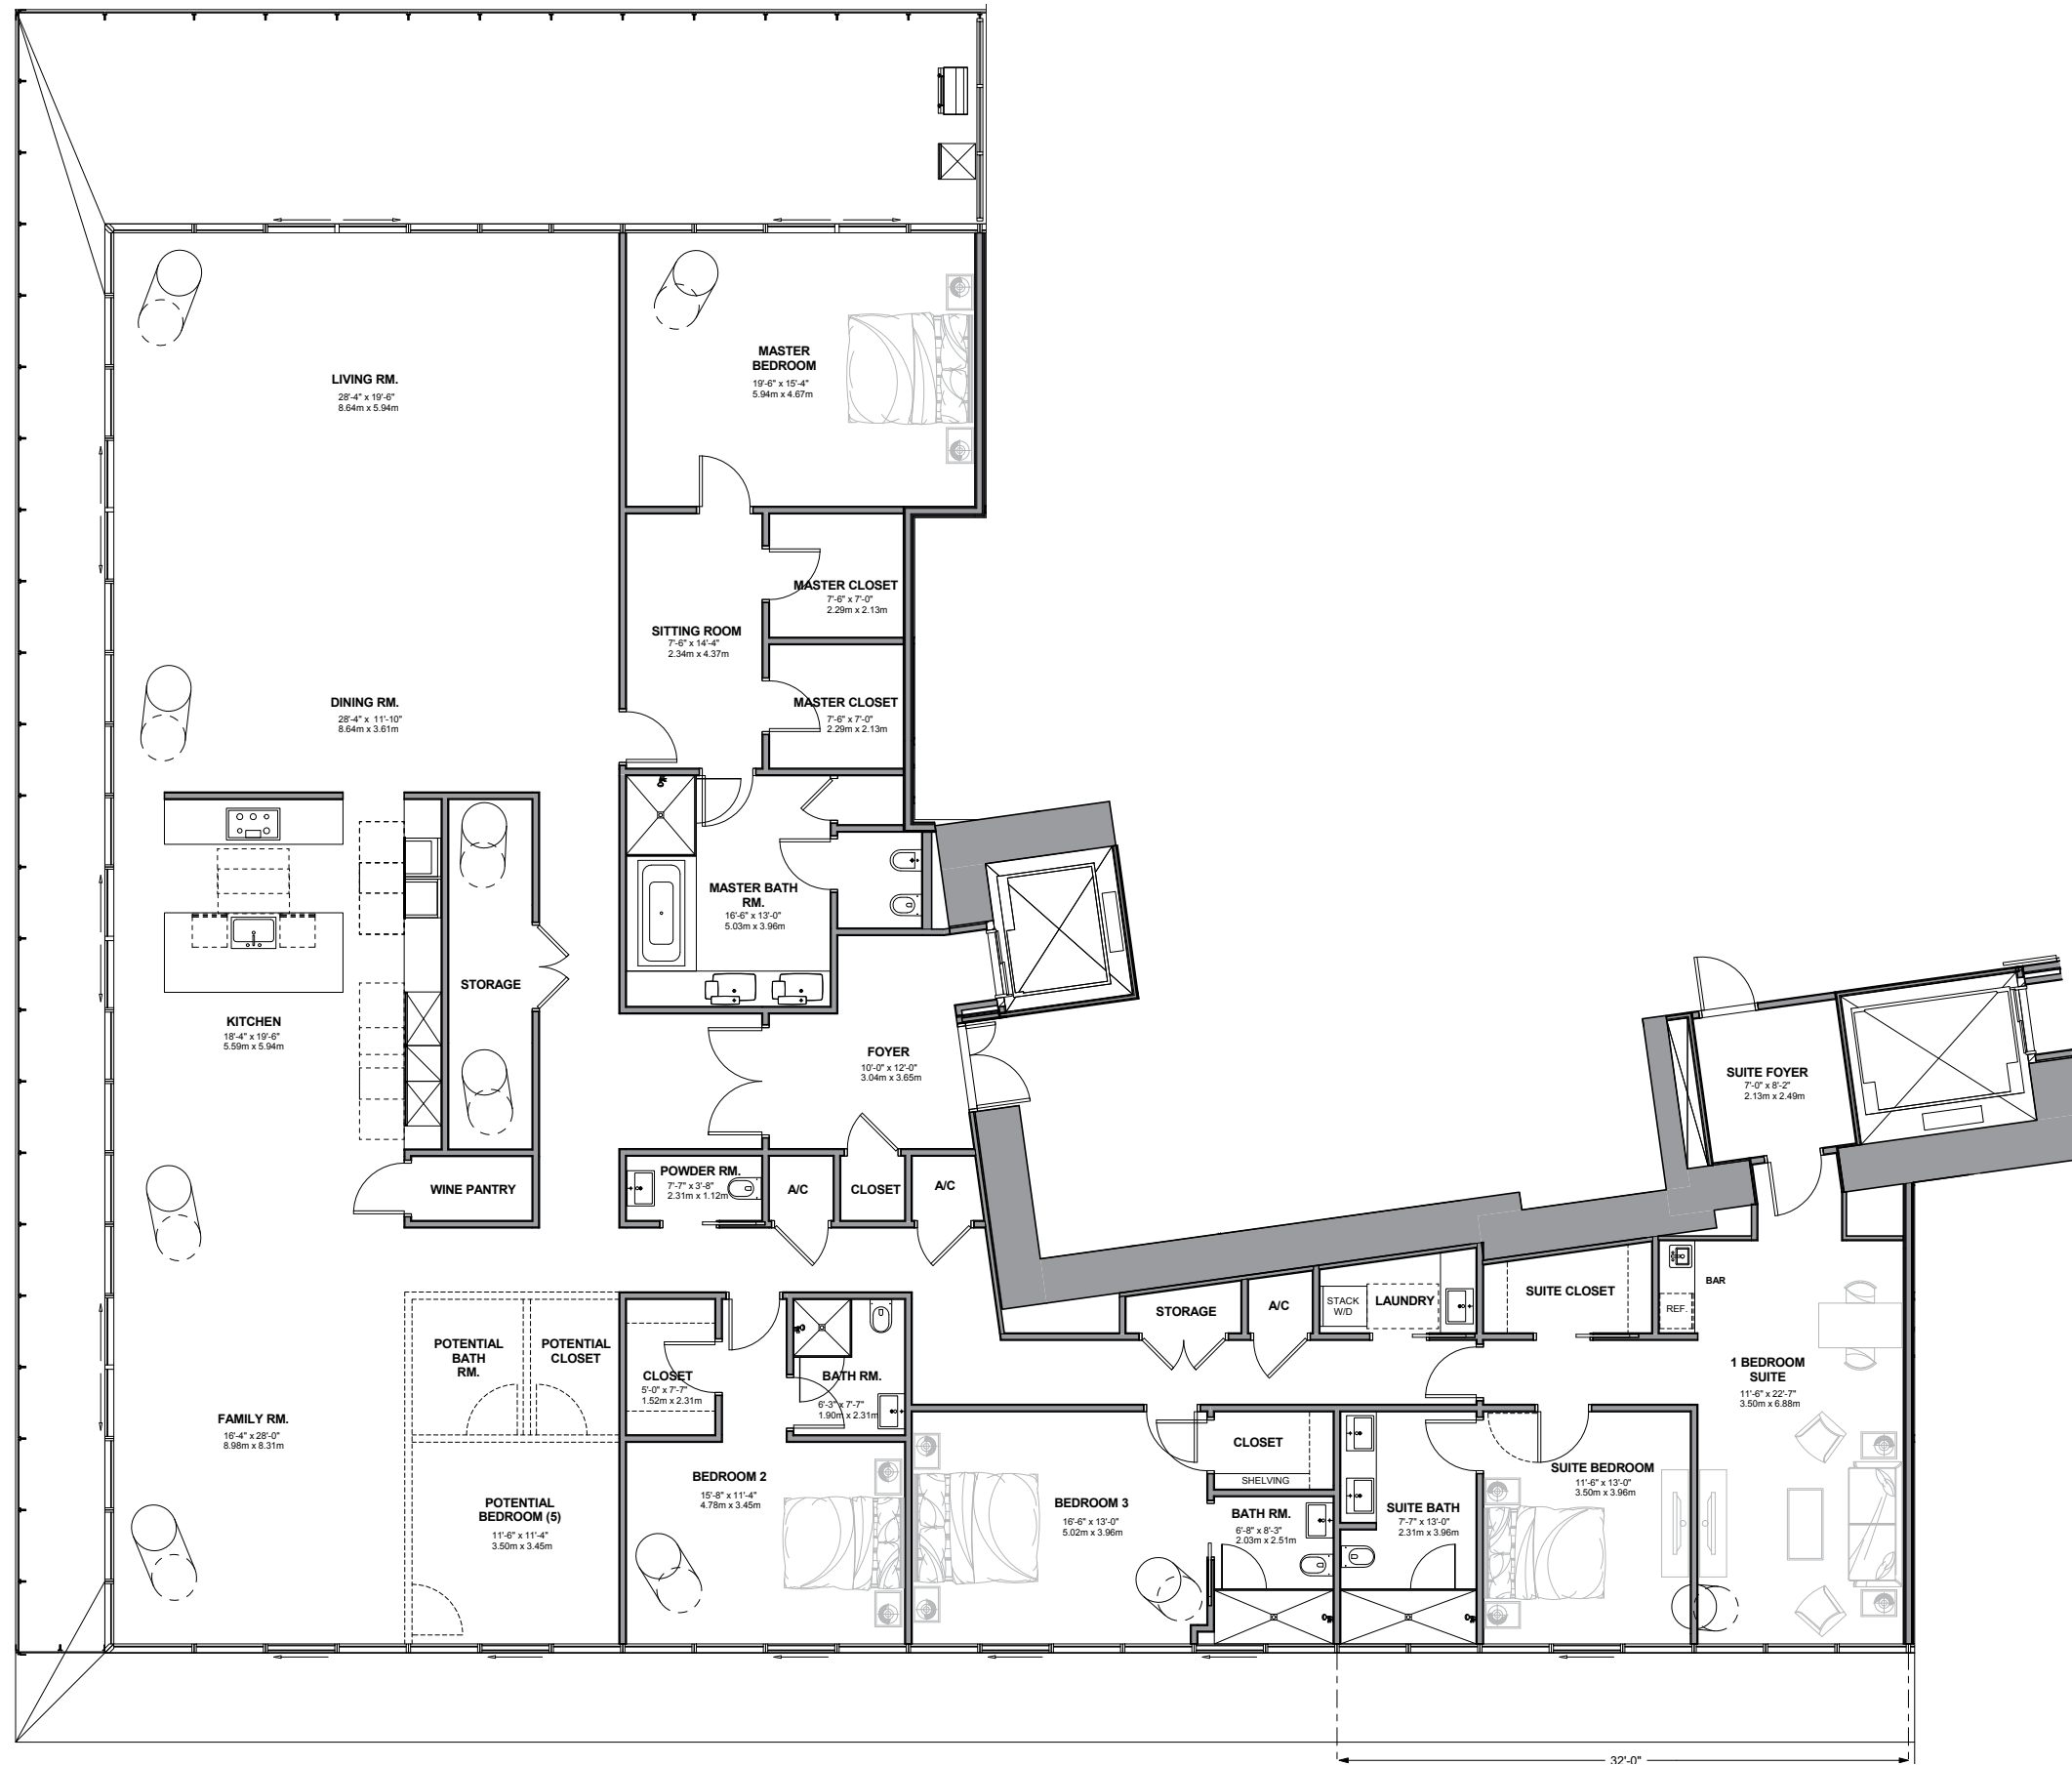 MASTER
BEDROOM
19'-6" x 15'-4"
5.94m x 4.67m
LIVING RM.
28'-4" x 19'-6"
8.64m x 5.94m
MASTER CLOSET
7'-6" x 7'-0"
2.29m x 2.13m
SITTING ROOM
7'-6" x 14'-4"
2.34m x 4.37m
DINING RM.
28'-4" x 11'-10"
8.64m x 3.61m
MASTER CLOSET
7'-6" x 7'-0"
2.29m x 2.13m
MASTER BATH
RM.
16'-6" x 13'-0"
5.03m x 3.96m
STORAGE
KITCHEN
18'-4" x 19'-6"
5.59m x 5.94m
FOYER
10'-0" x 12'-0"
3.04m x 3.65m
SUITE FOYER
7'-0" x 8'-2"
2.13m x 2.49m
WINE PANTRY
POWDER RM.
7'-7" x 3'-8"
2.31m x 1.12m
A/C
CLOSET
A/C
STORAGE
A/C
STACK
W/D
LAUNDRY
SUITE CLOSET
BAR
REF.
POTENTIAL
BATH
RM.
POTENTIAL
CLOSET
CLOSET
5'-0" x 7'-7"
1.52m x 2.31m
BATH RM.
6'-3" x 7'-7"
1.90m x 2.31m
1 BEDROOM
SUITE
11'-6" x 22'-7"
3.50m x 6.88m
FAMILY RM.
16'-4" x 28'-0"
8.98m x 8.31m
CLOSET
SHELVING
BEDROOM 2
15'-8" x 11'-4"
4.78m x 3.45m
SUITE BEDROOM
11'-6" x 13'-0"
3.50m x 3.96m
POTENTIAL
BEDROOM (5)
11'-6" x 11'-4"
3.50m x 3.45m
BEDROOM 3
16'-6" x 13'-0"
5.02m x 3.96m
BATH RM.
6'-8" x 8'-3"
2.03m x 2.51m
SUITE BATH
7'-7" x 13'-0"
2.31m x 3.96m
32'-0"